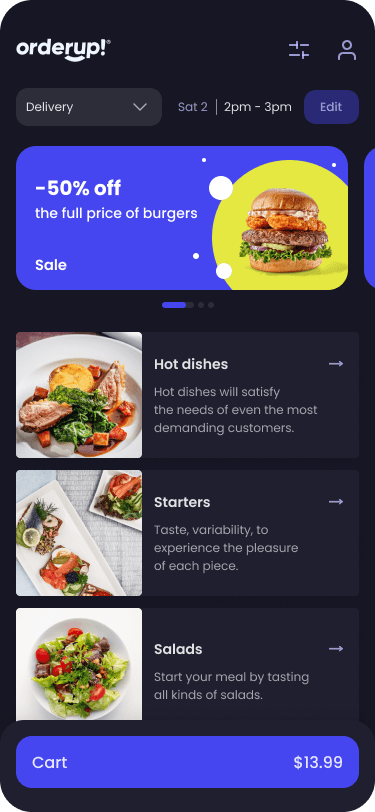 orderup!®
Delivery
Sat 2 | 2pm - 3pm
Edit
-50% off
the full price of burgers
Sale
Hot dishes
Hot dishes will satisfy
the needs of even the most
demanding customers.
Starters
Taste, variability, to
experience the pleasure
of each piece.
Salads
Start your meal by tasting
all kinds of salads.
Cart
$13.99